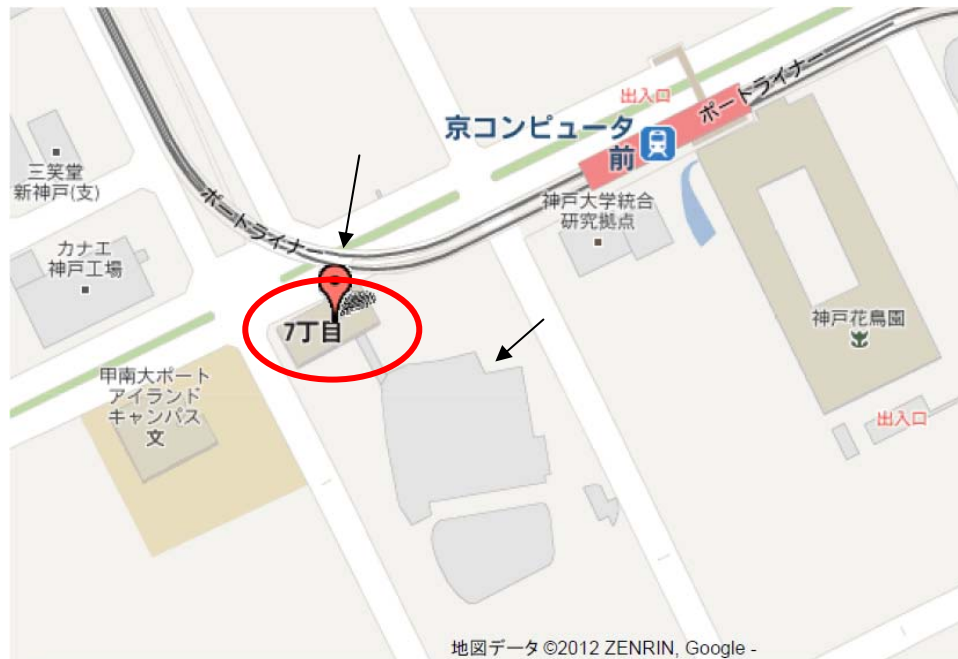 出入口
ポートライナー
京コンピュータ
前
三笑堂
新神戸(支)
ポートライナー
神戸大学統合
研究拠点
カナエ
神戸工場
7丁目
神戸花鳥園
甲南大ポート
アイランド
キャンパス
文
出入口
地図データ ©2012 ZENRIN, Google -